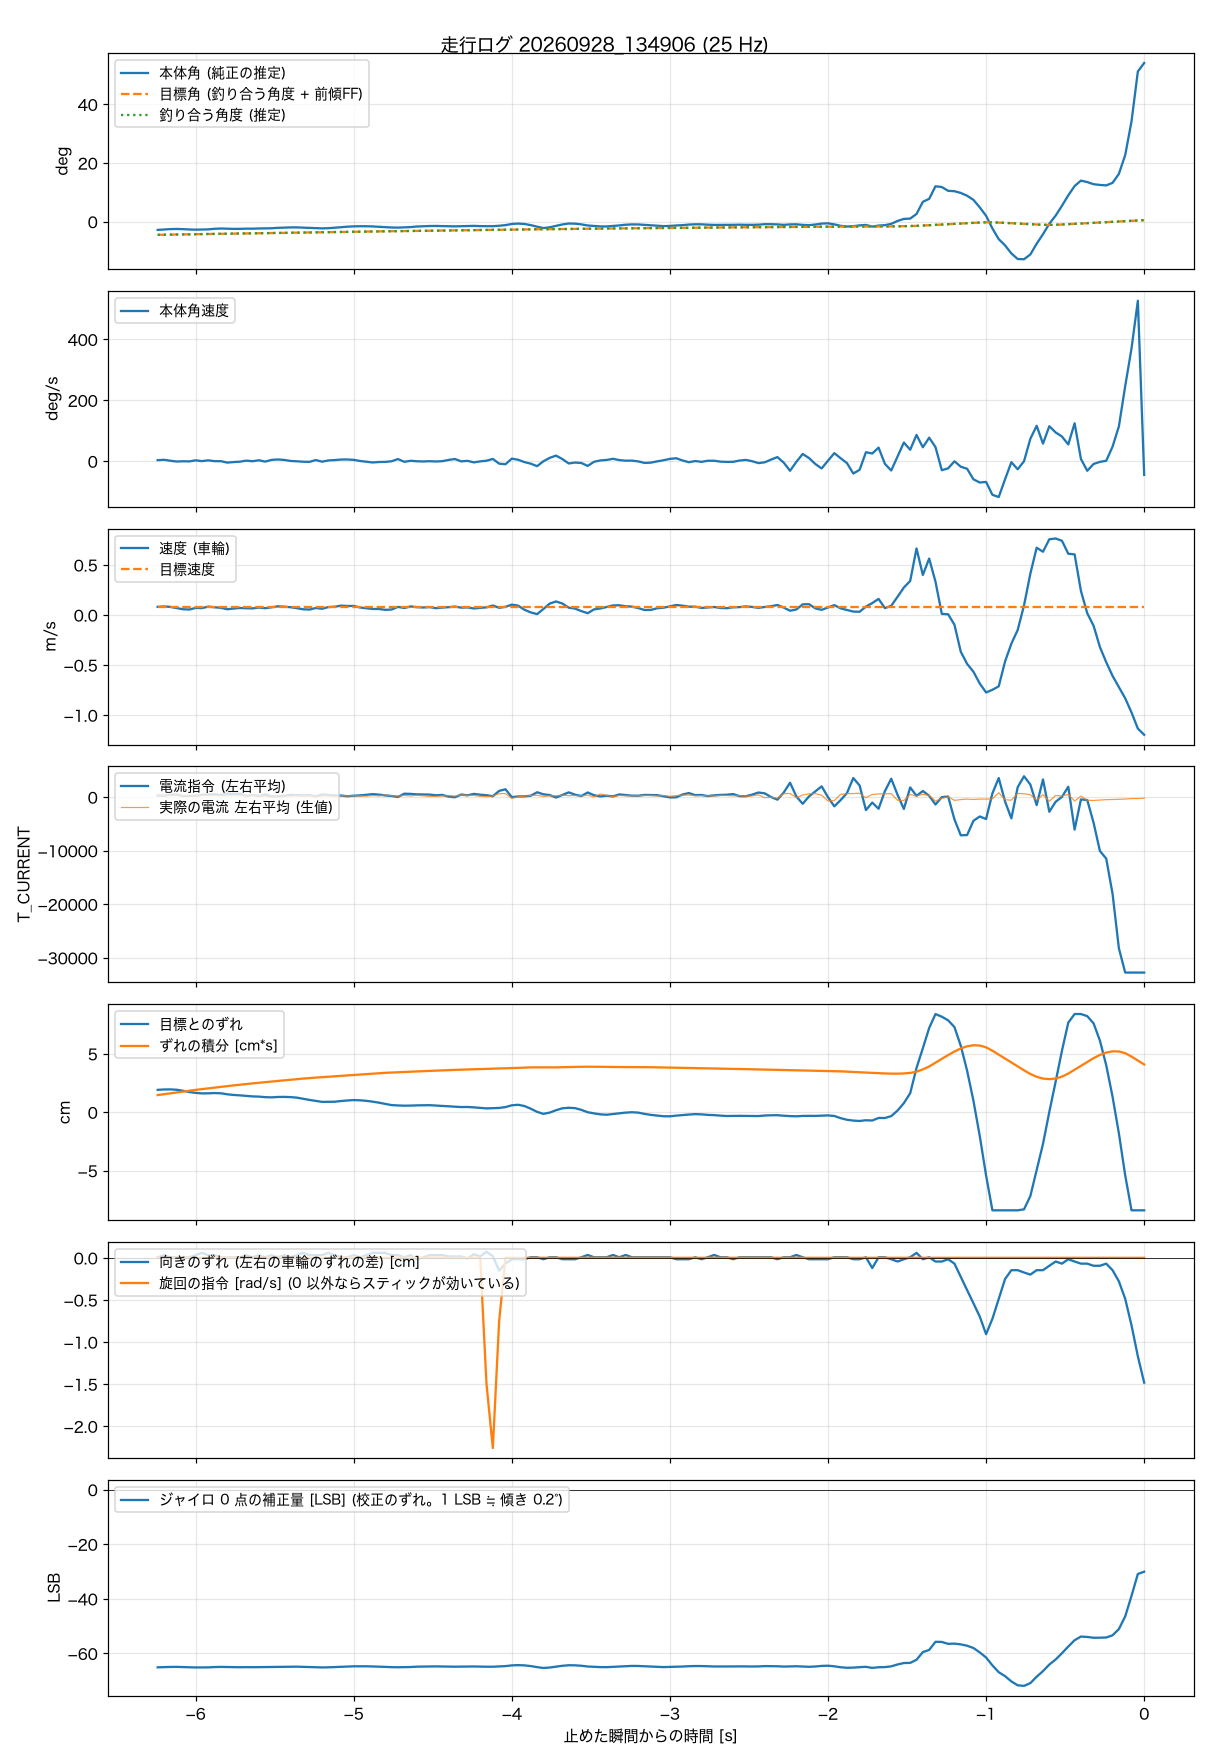 走行ログ 20260928_134906 (25 Hz)
本体角 (純正の推定)
目標角 (釣り合う角度 + 前傾FF)
釣り合う角度 (推定)
40
20
0
deg
本体角速度
400
200
0
deg/s
速度 (車輪)
目標速度
0.5
0.0
−0.5
−1.0
m/s
電流指令 (左右平均)
実際の電流 左右平均 (生値)
0
−10000
−20000
−30000
T_CURRENT
目標とのずれ
ずれの積分 [cm*s]
5
0
−5
cm
向きのずれ (左右の車輪のずれの差) [cm]
旋回の指令 [rad/s] (0 以外ならスティックが効いている)
0.0
−0.5
−1.0
−1.5
−2.0
ジャイロ 0 点の補正量 [LSB] (校正のずれ。1 LSB ≒ 傾き 0.2°)
0
−20
−40
−60
LSB
−6
−5
−4
−3
−2
−1
0
止めた瞬間からの時間 [s]